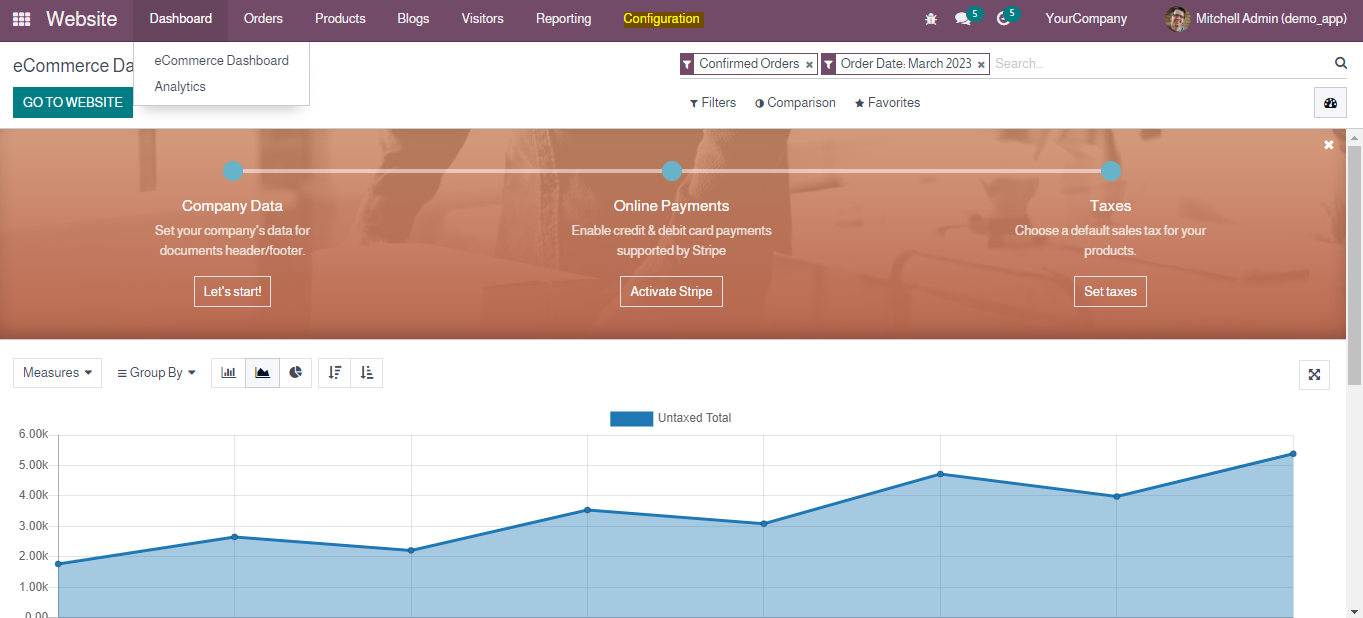 Website Dashboard Orders Products Blogs Visitors Reporting Configuration 5 5 YourCompany Mitchell Admin (demo_app)
eCommerce Dashboard
Analytics
eCommerce Da
Confirmed Orders × Order Date: March 2023 × Search...
GO TO WEBSITE
Filters Comparison Favorites
Company Data
Set your company's data for
documents header/footer.
Let's start!
Online Payments
Enable credit & debit card payments
supported by Stripe
Activate Stripe
Taxes
Choose a default sales tax for your
products.
Set taxes
Measures Group By
Untaxed Total
6.00k
5.00k
4.00k
3.00k
2.00k
1.00k
0.00